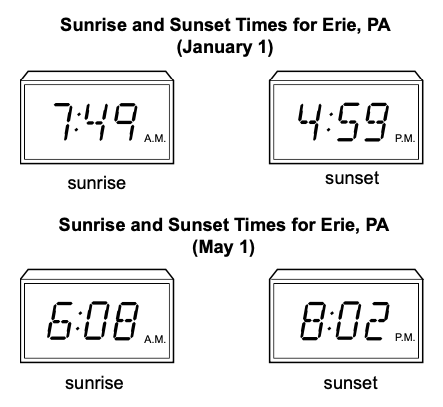 Sunrise and Sunset Times for Erie, PA
(January 1)
7:49 A.M. 4:59 P.M.
sunrise sunset
Sunrise and Sunset Times for Erie, PA
(May 1)
6:08 A.M. 8:02 P.M.
sunrise sunset